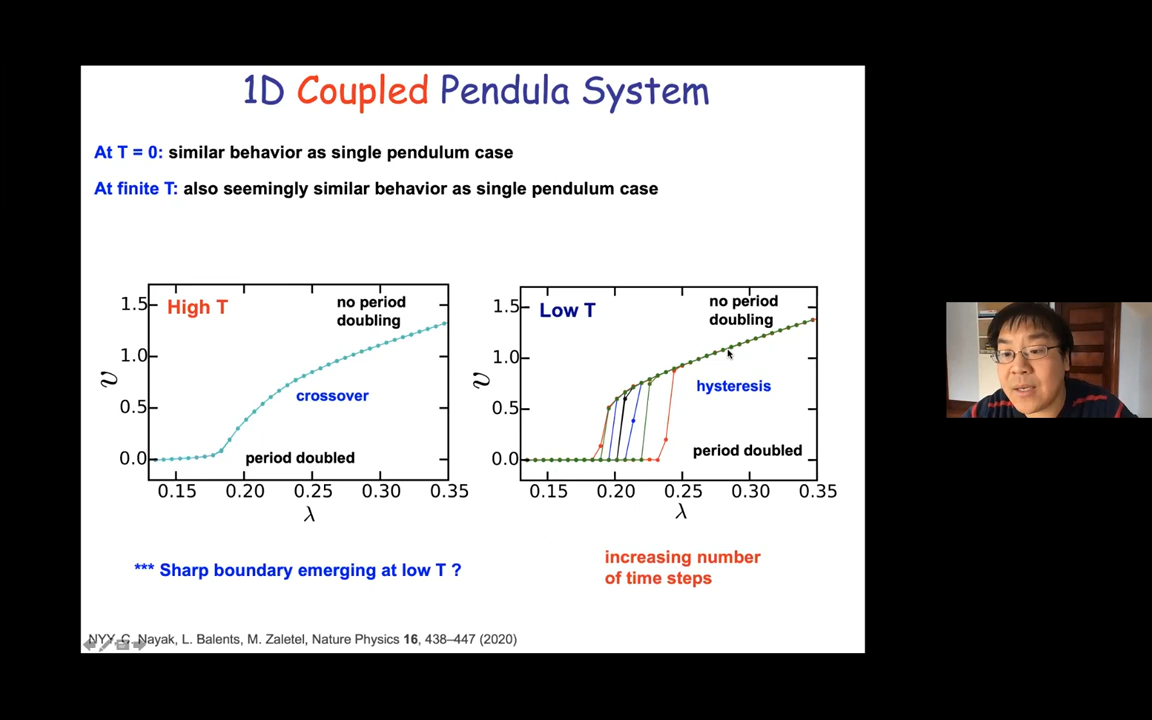 1D Coupled Pendula System
At T = 0: similar behavior as single pendulum case
At finite T: also seemingly similar behavior as single pendulum case
High T
no period
doubling
crossover
period doubled
1.5
1.0
0.5
0.0
υ
0.15 0.20 0.25 0.30 0.35
λ
Low T
no period
doubling
hysteresis
period doubled
1.5
1.0
0.5
0.0
υ
0.15 0.20 0.25 0.30 0.35
λ
*** Sharp boundary emerging at low T ?
increasing number
of time steps
NYY, C. Nayak, L. Balents, M. Zaletel, Nature Physics 16, 438–447 (2020)